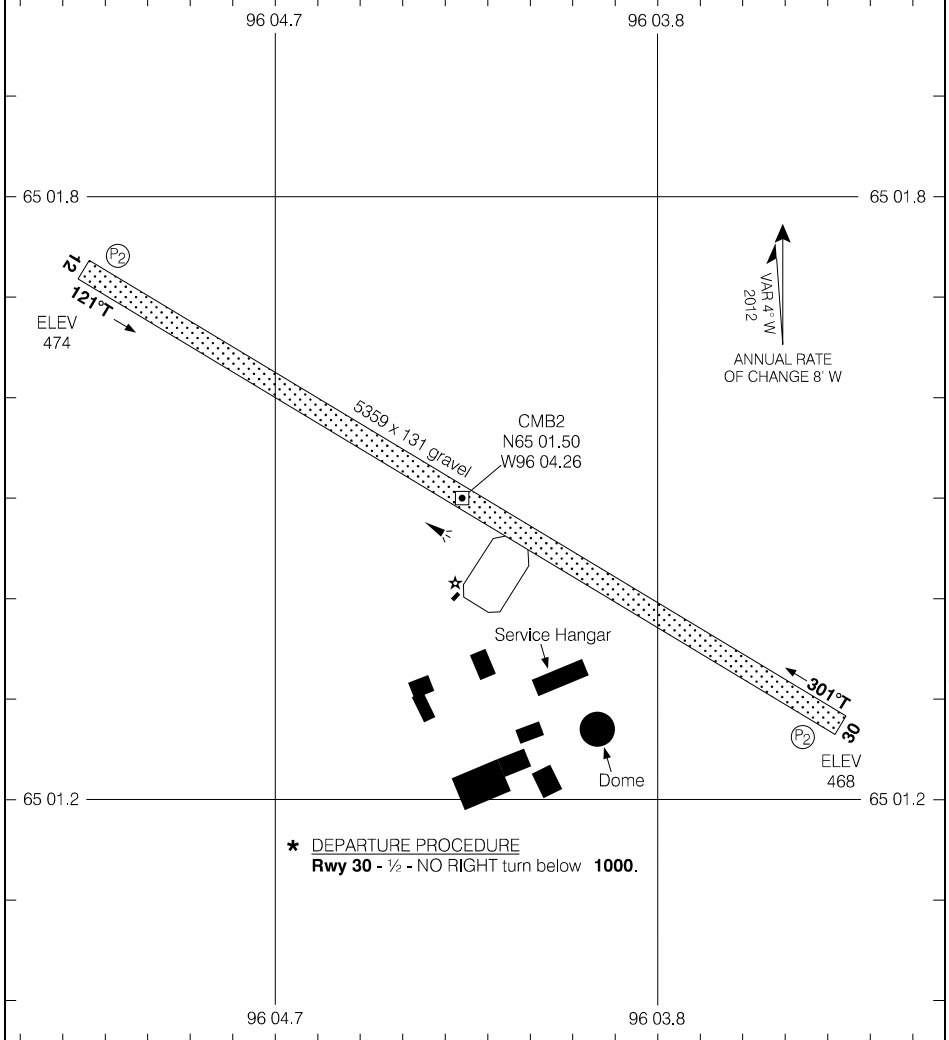 96 04.7
96 03.8
65 01.8
65 01.8
P2
12
121°T
ELEV
474
VAR 4° W
2012
ANNUAL RATE
OF CHANGE 8' W
5359 x 131 gravel
CMB2
N65 01.50
W96 04.26
Service Hangar
301°T
30
P2
ELEV
468
Dome
65 01.2
65 01.2
* DEPARTURE PROCEDURE
Rwy 30 - ½ - NO RIGHT turn below 1000.
96 04.7
96 03.8